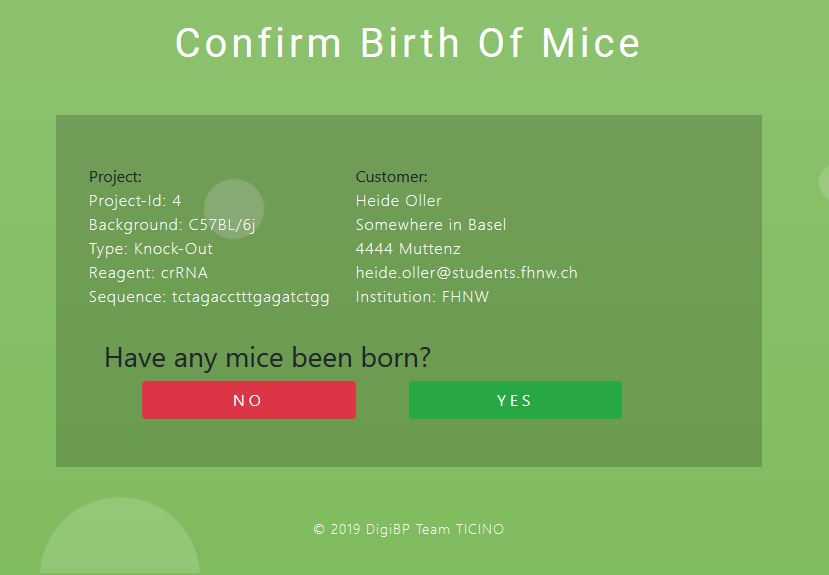 Confirm Birth Of Mice
Project:
Project-Id: 4
Background: C57BL/6j
Type: Knock-Out
Reagent: crRNA
Sequence: tctagacctttgagatctgg
Customer:
Heide Oller
Somewhere in Basel
4444 Muttenz
heide.oller@students.fhnw.ch
Institution: FHNW
Have any mice been born?
NO
YES
© 2019 DigiBP Team TICINO